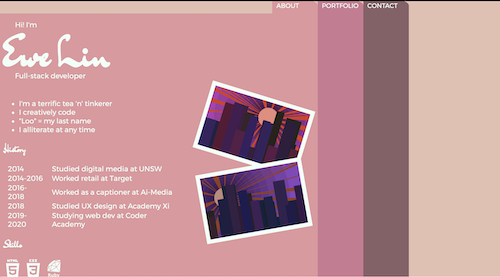 ABOUT
PORTFOLIO
CONTACT
Hi! I'm
Ewe Lin
Full-stack developer
I'm a terrific tea 'n' tinkerer
I creatively code
"Loo" = my last name
I alliterate at any time
History
2014 Studied digital media at UNSW
2014-2016 Worked retail at Target
2016-
2018 Worked as a captioner at Ai-Media
2018 Studied UX design at Academy Xi
2019- Studying web dev at Coder
2020 Academy
Skills
HTML
CSS